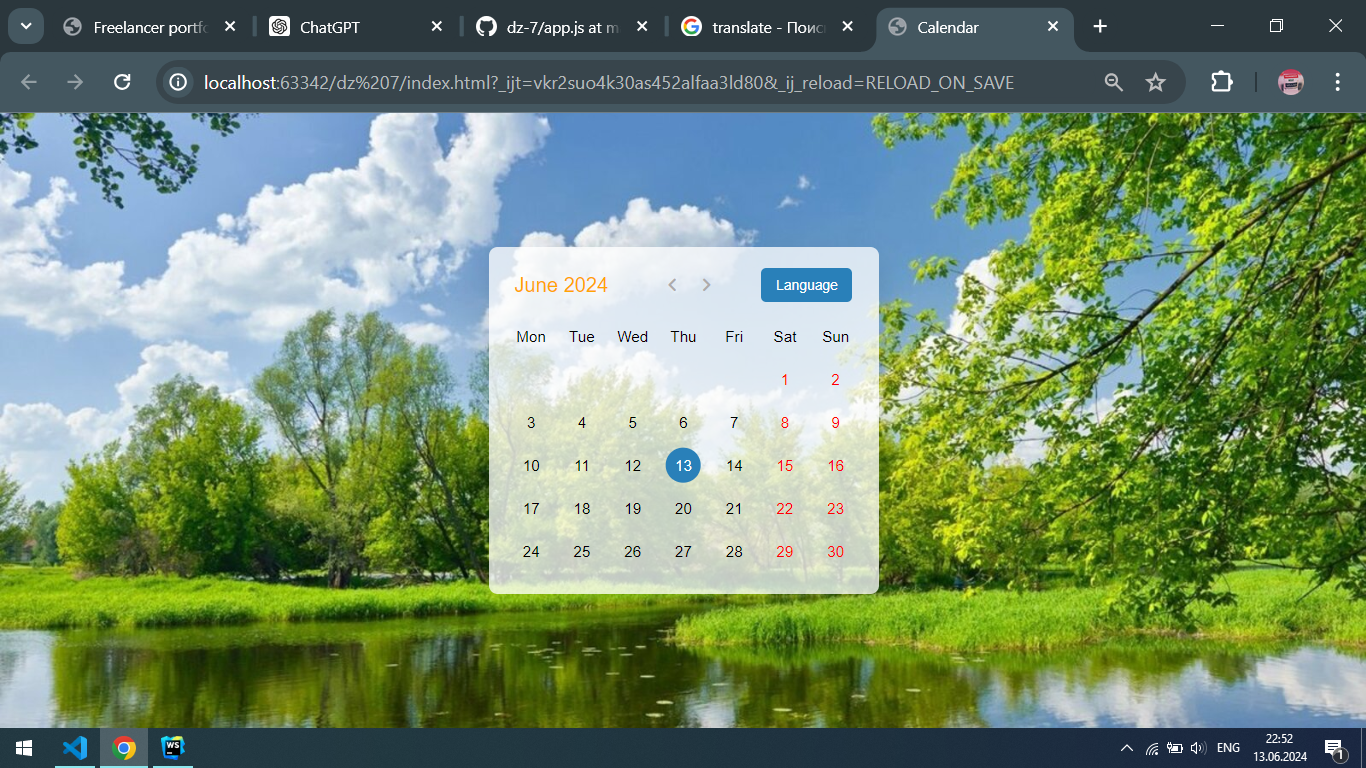 Freelancer portfo
ChatGPT
dz-7/app.js at m
translate - Поис
Calendar
localhost:63342/dz%207/index.html?_ijt=vkr2suo4k30as452alfaa3ld80&_ij_reload=RELOAD_ON_SAVE
June 2024
Language
Mon Tue Wed Thu Fri Sat Sun
1 2
3 4 5 6 7 8 9
10 11 12 13 14 15 16
17 18 19 20 21 22 23
24 25 26 27 28 29 30
WS
ENG
22:52
13.06.2024
1